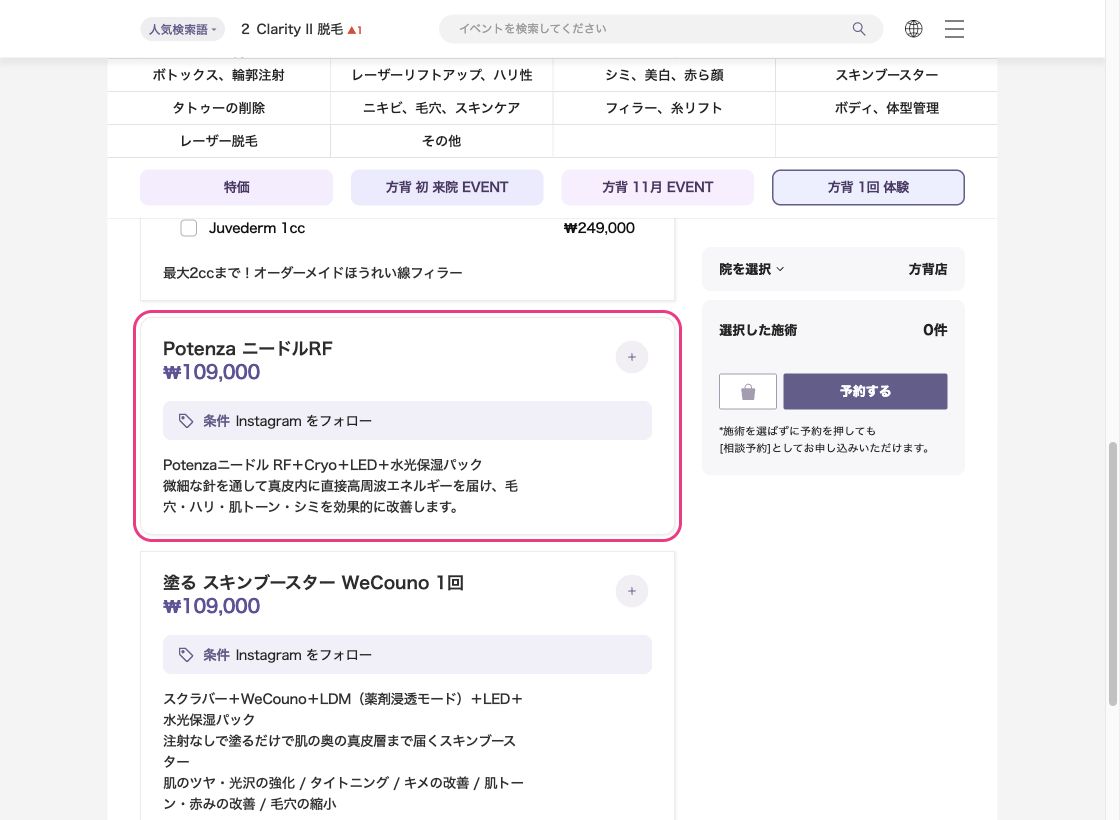 人気検索語
2 Clarity II 脱毛 ▲1
イベントを検索してください
ボトックス、輪郭注射
レーザーリフトアップ、ハリ性
シミ、美白、赤ら顔
スキンブースター
タトゥーの削除
ニキビ、毛穴、スキンケア
フィラー、糸リフト
ボディ、体型管理
レーザー脱毛
その他
特価
方背 初 来院 EVENT
方背 11月 EVENT
方背 1回 体験
Juvederm 1cc
₩249,000
最大2ccまで！オーダーメイドほうれい線フィラー
院を選択
方背店
選択した施術
0件
予約する
*施術を選ばずに予約を押しても
[相談予約]としてお申し込みいただけます。
Potenza ニードルRF
₩109,000
+
条件 Instagram をフォロー
Potenzaニードル RF＋Cryo＋LED＋水光保湿パック
微細な針を通して真皮内に直接高周波エネルギーを届け、毛
穴・ハリ・肌トーン・シミを効果的に改善します。
塗る スキンブースター WeCouno 1回
₩109,000
+
条件 Instagram をフォロー
スクラバー＋WeCouno＋LDM（薬剤浸透モード）＋LED＋
水光保湿パック
注射なしで塗るだけで肌の奥の真皮層まで届くスキンブース
ター
肌のツヤ・光沢の強化 / タイトニング / キメの改善 / 肌トー
ン・赤みの改善 / 毛穴の縮小